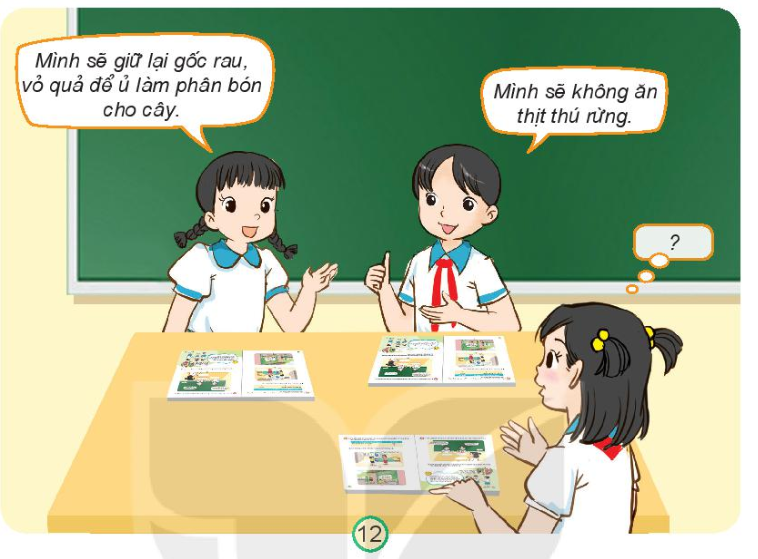 Mình sẽ giữ lại gốc rau,
vỏ quả để ủ làm phân bón
cho cây.
Mình sẽ không ăn
thịt thú rừng.
?
12